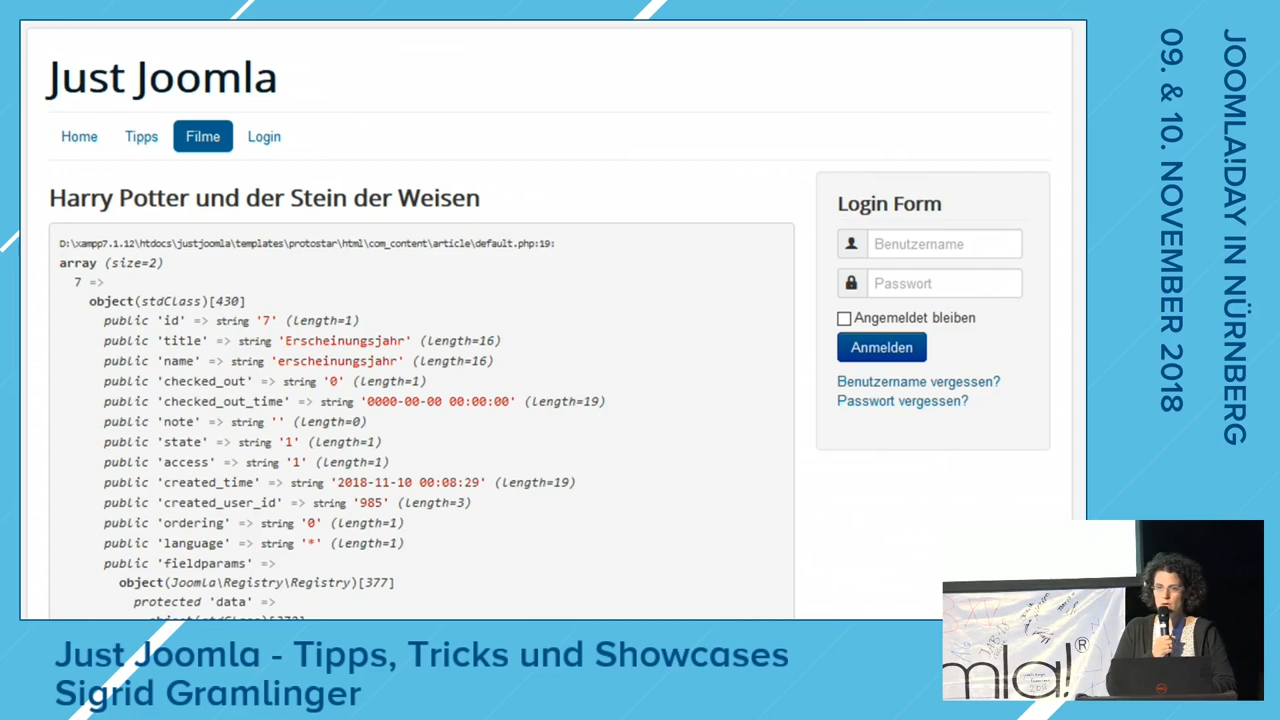 Just Joomla
Home Tipps Filme Login
Harry Potter und der Stein der Weisen
D:\xampp7.1.12\htdocs\justjoomla\templates\protostar\html\com_content\article\default.php:19:
array (size=2)
7 =>
object(stdClass)[430]
public 'id' => string '7' (length=1)
public 'title' => string 'Erscheinungsjahr' (length=16)
public 'name' => string 'erscheinungsjahr' (length=16)
public 'checked_out' => string '0' (length=1)
public 'checked_out_time' => string '0000-00-00 00:00:00' (length=19)
public 'note' => string '' (length=0)
public 'state' => string '1' (length=1)
public 'access' => string '1' (length=1)
public 'created_time' => string '2018-11-10 00:08:29' (length=19)
public 'created_user_id' => string '985' (length=3)
public 'ordering' => string '0' (length=1)
public 'language' => string '*' (length=1)
public 'fieldparams' =>
object(Joomla\Registry\Registry)[377]
protected 'data' =>
Login Form
Benutzername
Passwort
Angemeldet bleiben
Anmelden
Benutzername vergessen?
Passwort vergessen?
JOOMLA!DAY IN NÜRNBERG
09. & 10. NOVEMBER 2018
mla!®
Just Joomla - Tipps, Tricks und Showcases
Sigrid Gramlinger